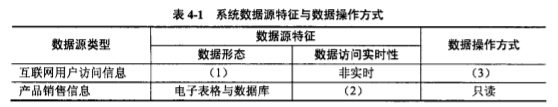 表 4-1 系统数据源特征与数据操作方式
数据源类型 数据源特征 数据操作方式
数据形态 数据访问实时性
互联网用户访问信息 （1） 非实时 （3）
产品销售信息 电子表格与数据库 （2） 只读